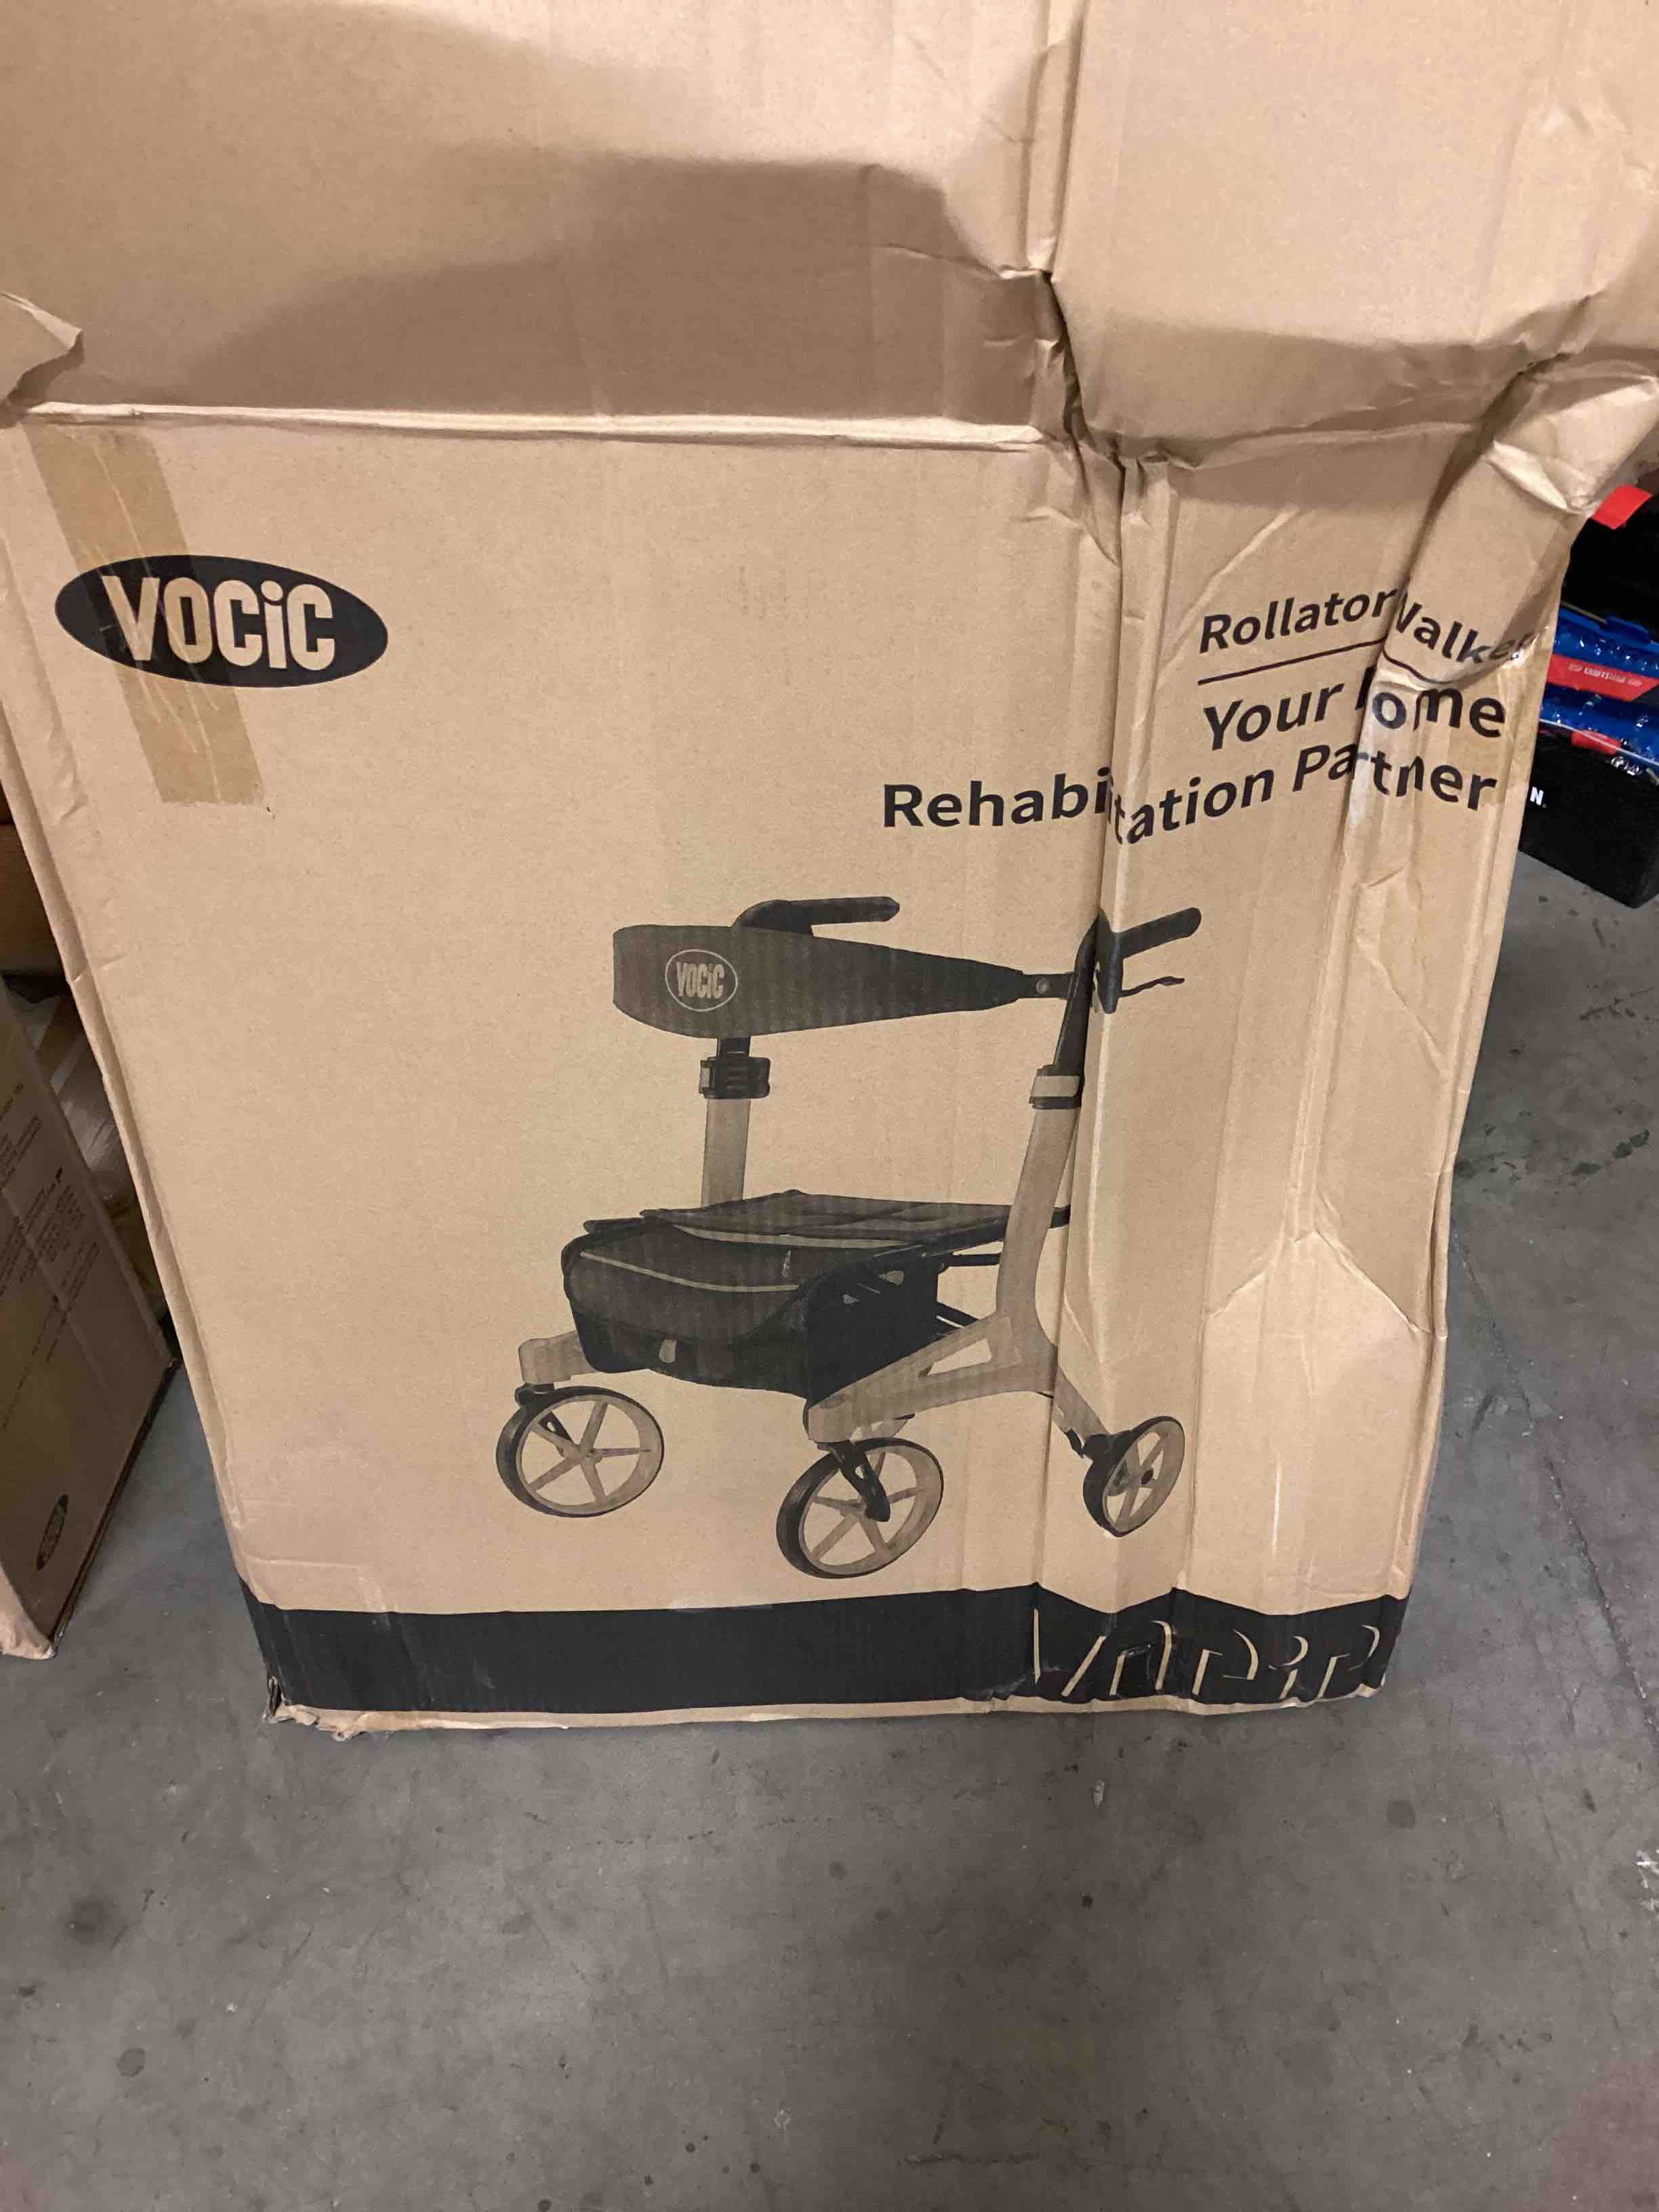 VOCiC
Rollator Walker
Your Home
Rehabilitation Partner
VOCiC
N.